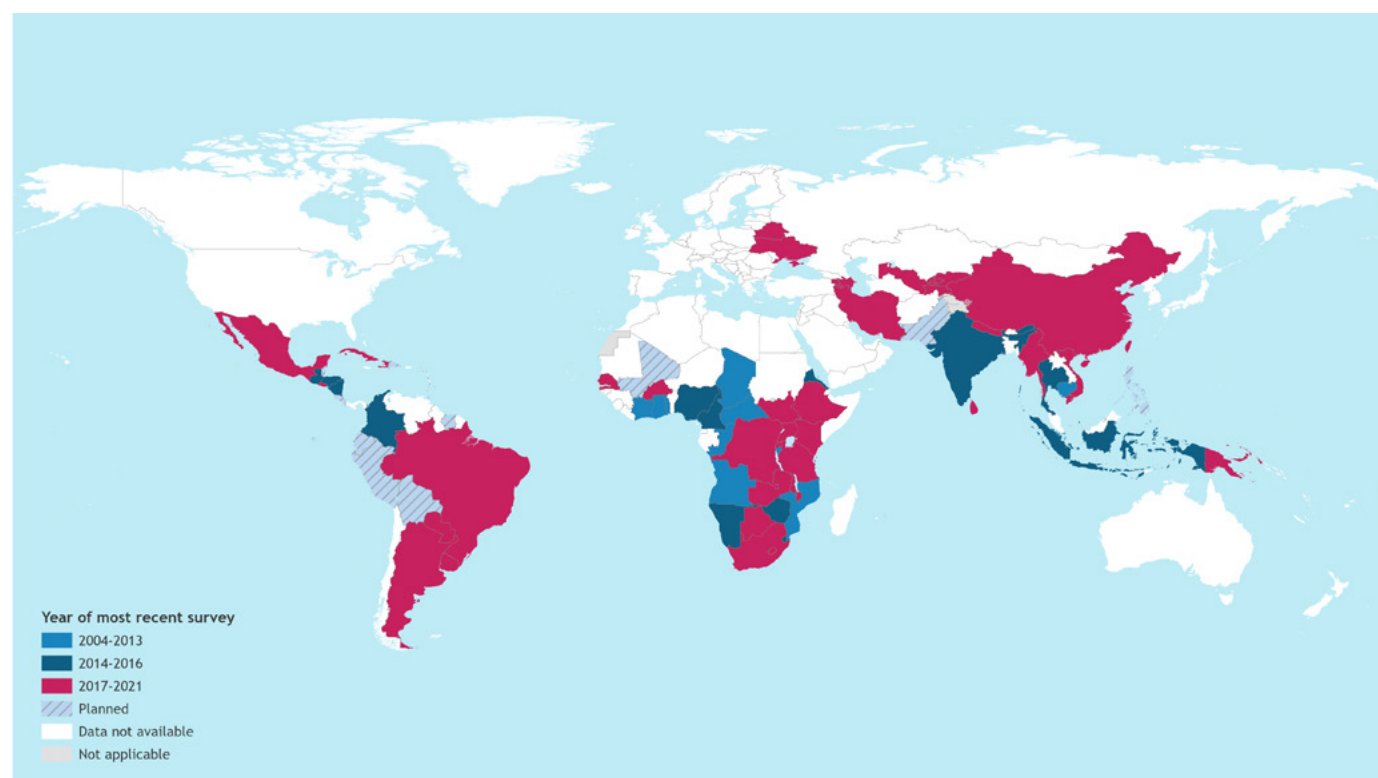 Year of most recent survey
2004-2013
2014-2016
2017-2021
Planned
Data not available
Not applicable